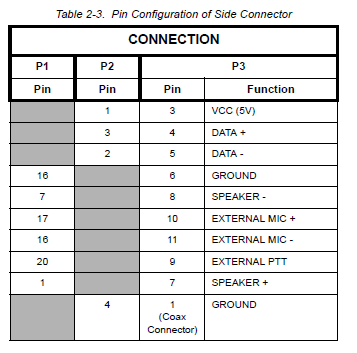 Table 2-3. Pin Configuration of Side Connector
CONNECTION
P1 P2 P3
Pin Pin Pin Function
1 3 VCC (5V)
3 4 DATA +
2 5 DATA -
16 6 GROUND
7 8 SPEAKER -
17 10 EXTERNAL MIC +
16 11 EXTERNAL MIC -
20 9 EXTERNAL PTT
1 7 SPEAKER +
4 1 GROUND
(Coax
Connector)